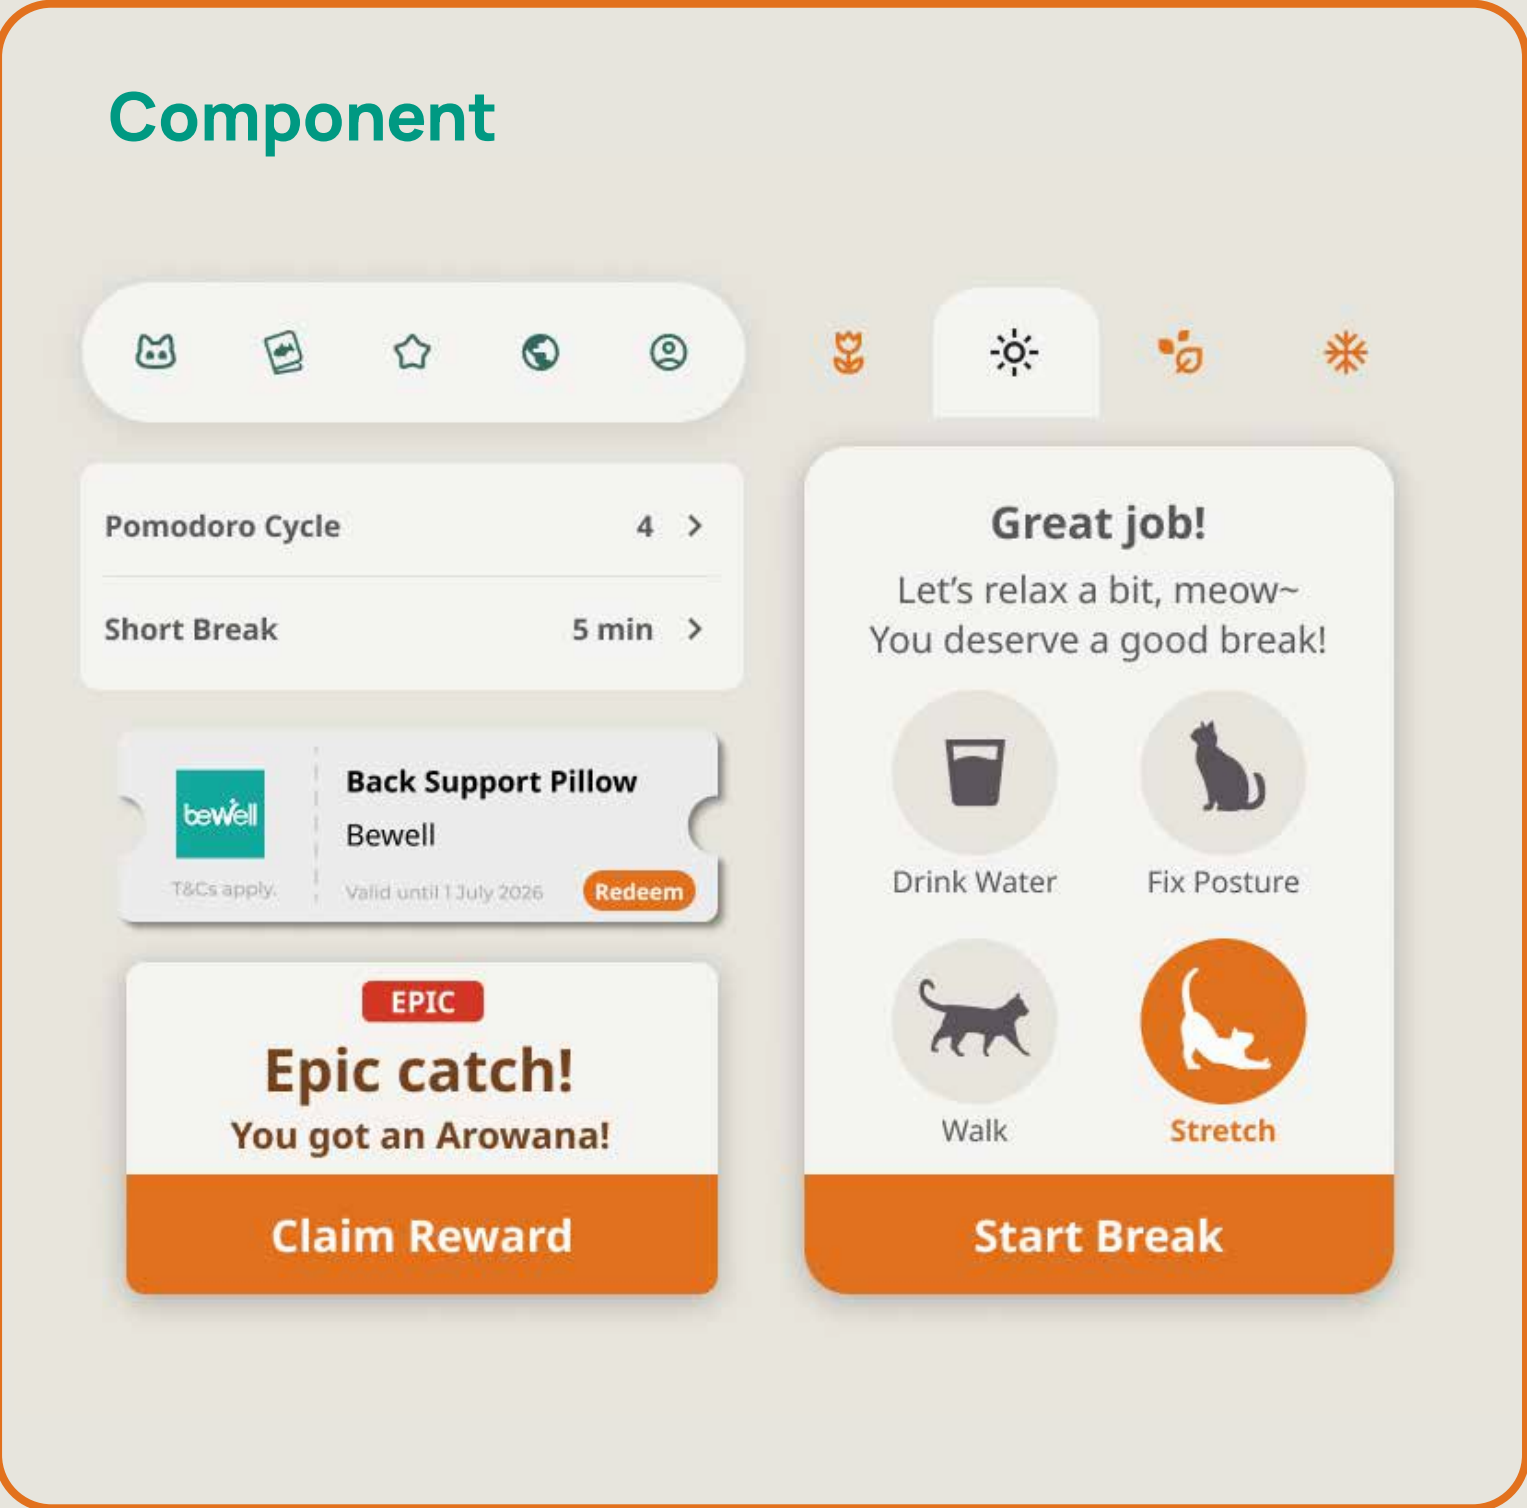 Component
Pomodoro Cycle 4
Short Break 5 min
bewell
T&Cs apply.
Back Support Pillow
Bewell
Valid until 1 July 2026
Redeem
EPIC
Epic catch!
You got an Arowana!
Claim Reward
Great job!
Let's relax a bit, meow~
You deserve a good break!
Drink Water
Fix Posture
Walk
Stretch
Start Break